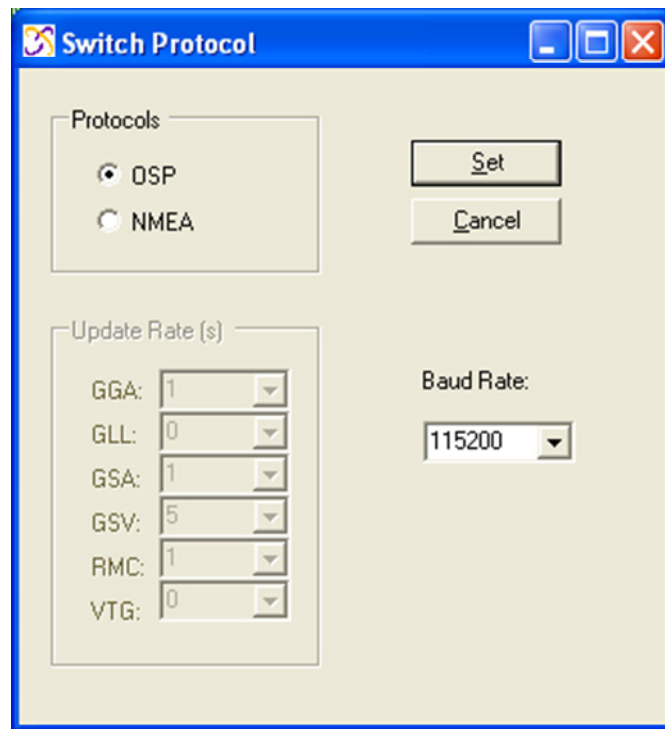 Switch Protocol
Protocols
OSP
NMEA
Set
Cancel
Update Rate (s)
GGA: 1
GLL: 0
GSA: 1
GSV: 5
RMC: 1
VTG: 0
Baud Rate:
115200